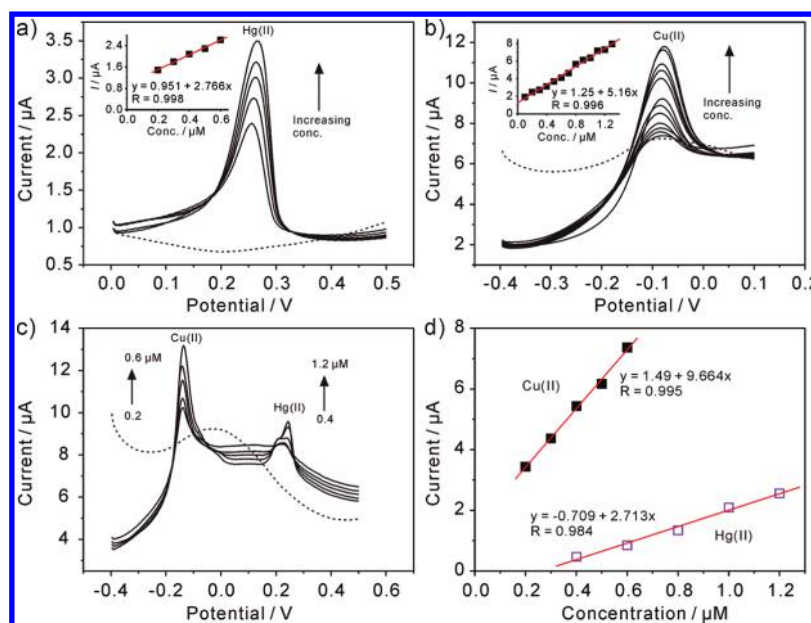 a)
3.5
3.0
2.5
2.0
1.5
1.0
0.5
Current / µA
0.0 0.1 0.2 0.3 0.4 0.5
Potential / V
Hg(II)
Increasing
conc.
2.4
1.6
0.8
0.0
I / µA
0.0 0.2 0.4 0.6
Conc. / µM
y = 0.951 + 2.766x
R = 0.998
b)
12
10
8
6
4
2
Current / µA
-0.4 -0.3 -0.2 -0.1 0.0 0.1 0.2
Potential / V
Cu(II)
Increasing
conc.
8
6
4
2
0
I / µA
0.0 0.4 0.8 1.2
Conc. / µM
y = 1.25 + 5.16x
R = 0.996
c)
14
12
10
8
6
4
Current / µA
-0.4 -0.2 0.0 0.2 0.4 0.6
Potential / V
Cu(II)
0.6 µM
0.2
Hg(II)
1.2 µM
0.4
d)
8
6
4
2
0
Current / µA
0.0 0.2 0.4 0.6 0.8 1.0 1.2
Concentration / µM
Cu(II)
y = 1.49 + 9.664x
R = 0.995
y = -0.709 + 2.713x
R = 0.984
Hg(II)